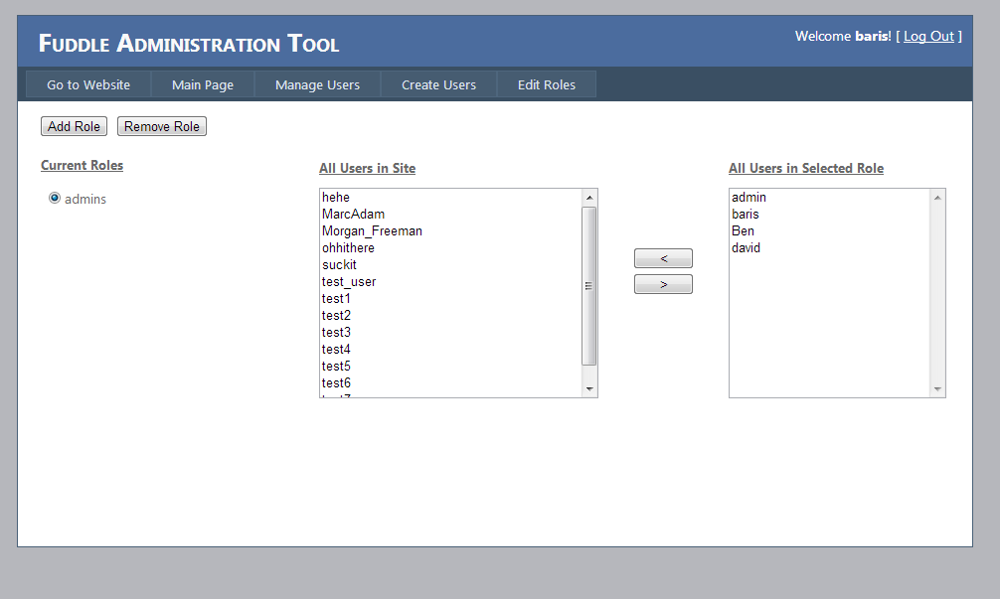 Fuddle Administration Tool
Welcome baris! [ Log Out ]
Go to Website Main Page Manage Users Create Users Edit Roles
Add Role Remove Role
Current Roles
admins
All Users in Site
hehe
MarcAdam
Morgan_Freeman
ohhithere
suckit
test_user
test1
test2
test3
test4
test5
test6
<
>
All Users in Selected Role
admin
baris
Ben
david